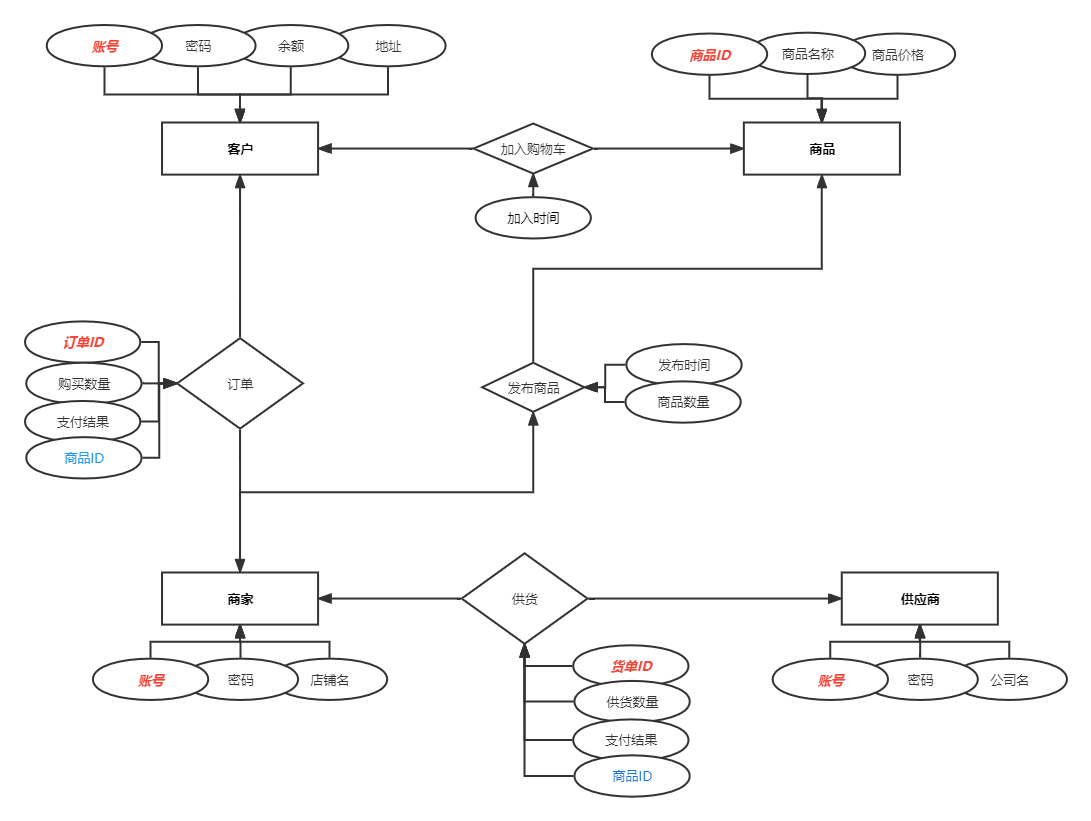 账号
密码
余额
地址
商品ID
商品名称
商品价格
客户
加入购物车
商品
加入时间
订单ID
购买数量
支付结果
商品ID
订单
发布商品
发布时间
商品数量
商家
供货
供应商
账号
密码
店铺名
货单ID
供货数量
支付结果
商品ID
账号
密码
公司名